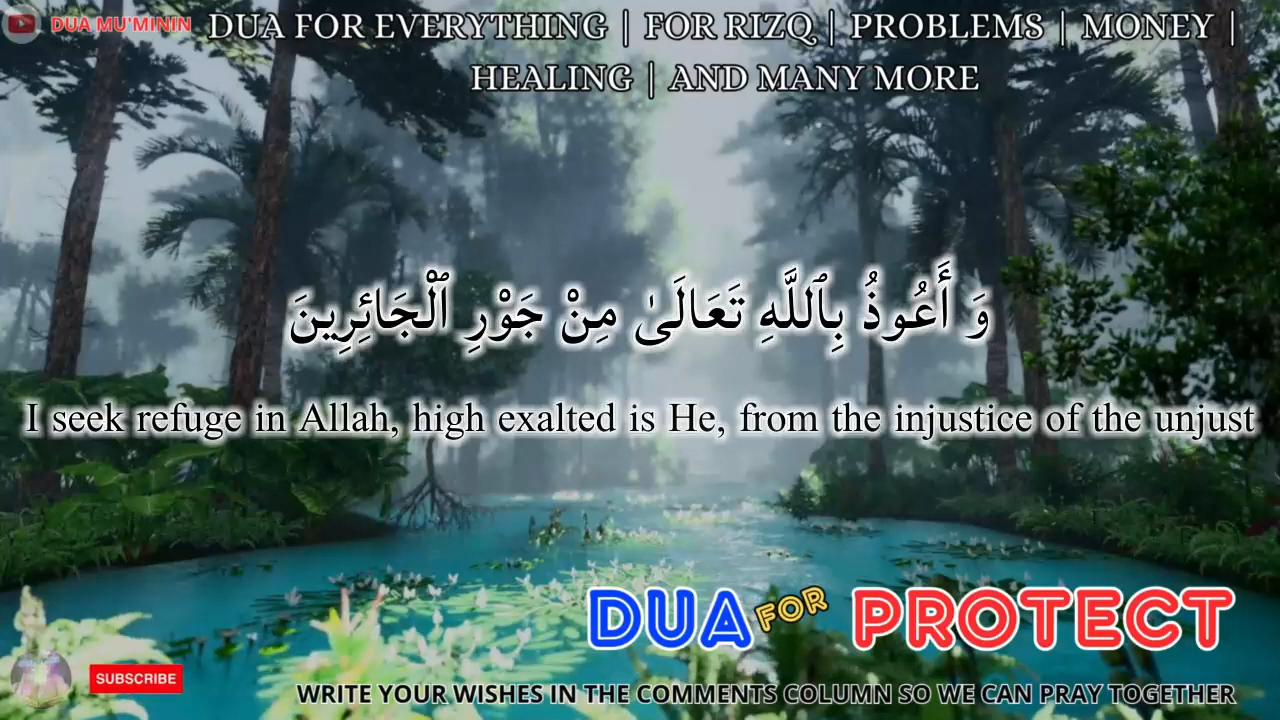 DUA MU'MININ
DUA FOR EVERYTHING | FOR RIZQ | PROBLEMS | MONEY |
HEALING | AND MANY MORE
وَ أَعُوذُ بِٱللَّهِ تَعَالَىٰ مِنْ جَوْرِ ٱلْجَائِرِينَ
I seek refuge in Allah, high exalted is He, from the injustice of the unjust
DUA FOR PROTECT
SUBSCRIBE
WRITE YOUR WISHES IN THE COMMENTS COLUMN SO WE CAN PRAY TOGETHER